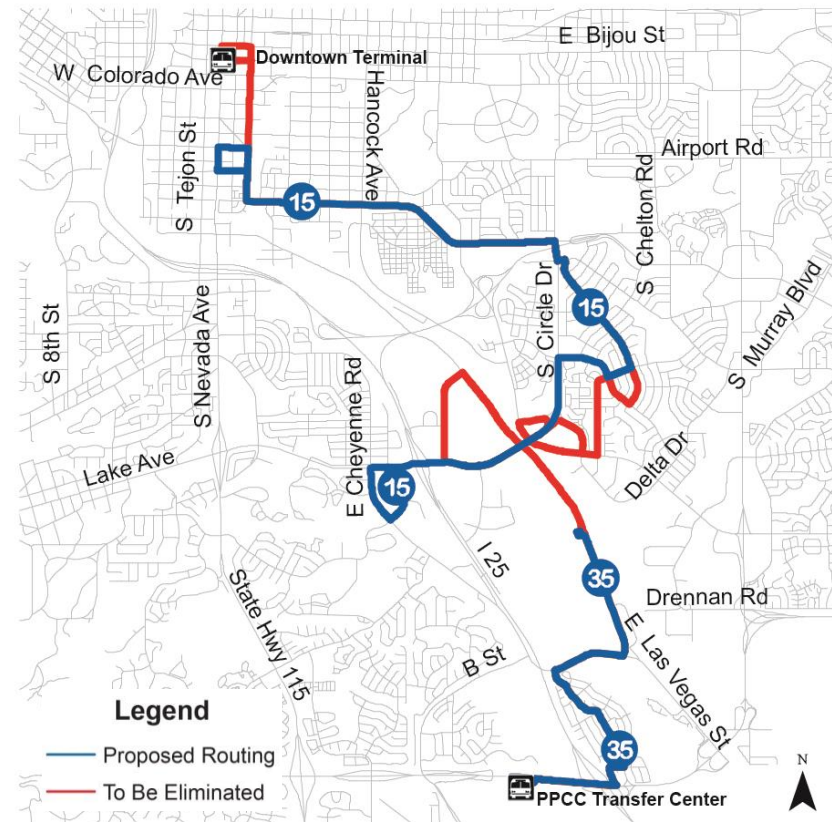 E Bijou St
Downtown Terminal
W Colorado Ave
Hancock Ave
Airport Rd
S Tejon St
S Chelton Rd
15
S Circle Dr
15
S Murray Blvd
S 8th St
S Nevada Ave
E Cheyenne Rd
Lake Ave
Delta Dr
15
I 25
35
Drennan Rd
State Hwy 115
E Las Vegas St
B St
35
Legend
Proposed Routing
To Be Eliminated
PPCC Transfer Center
N